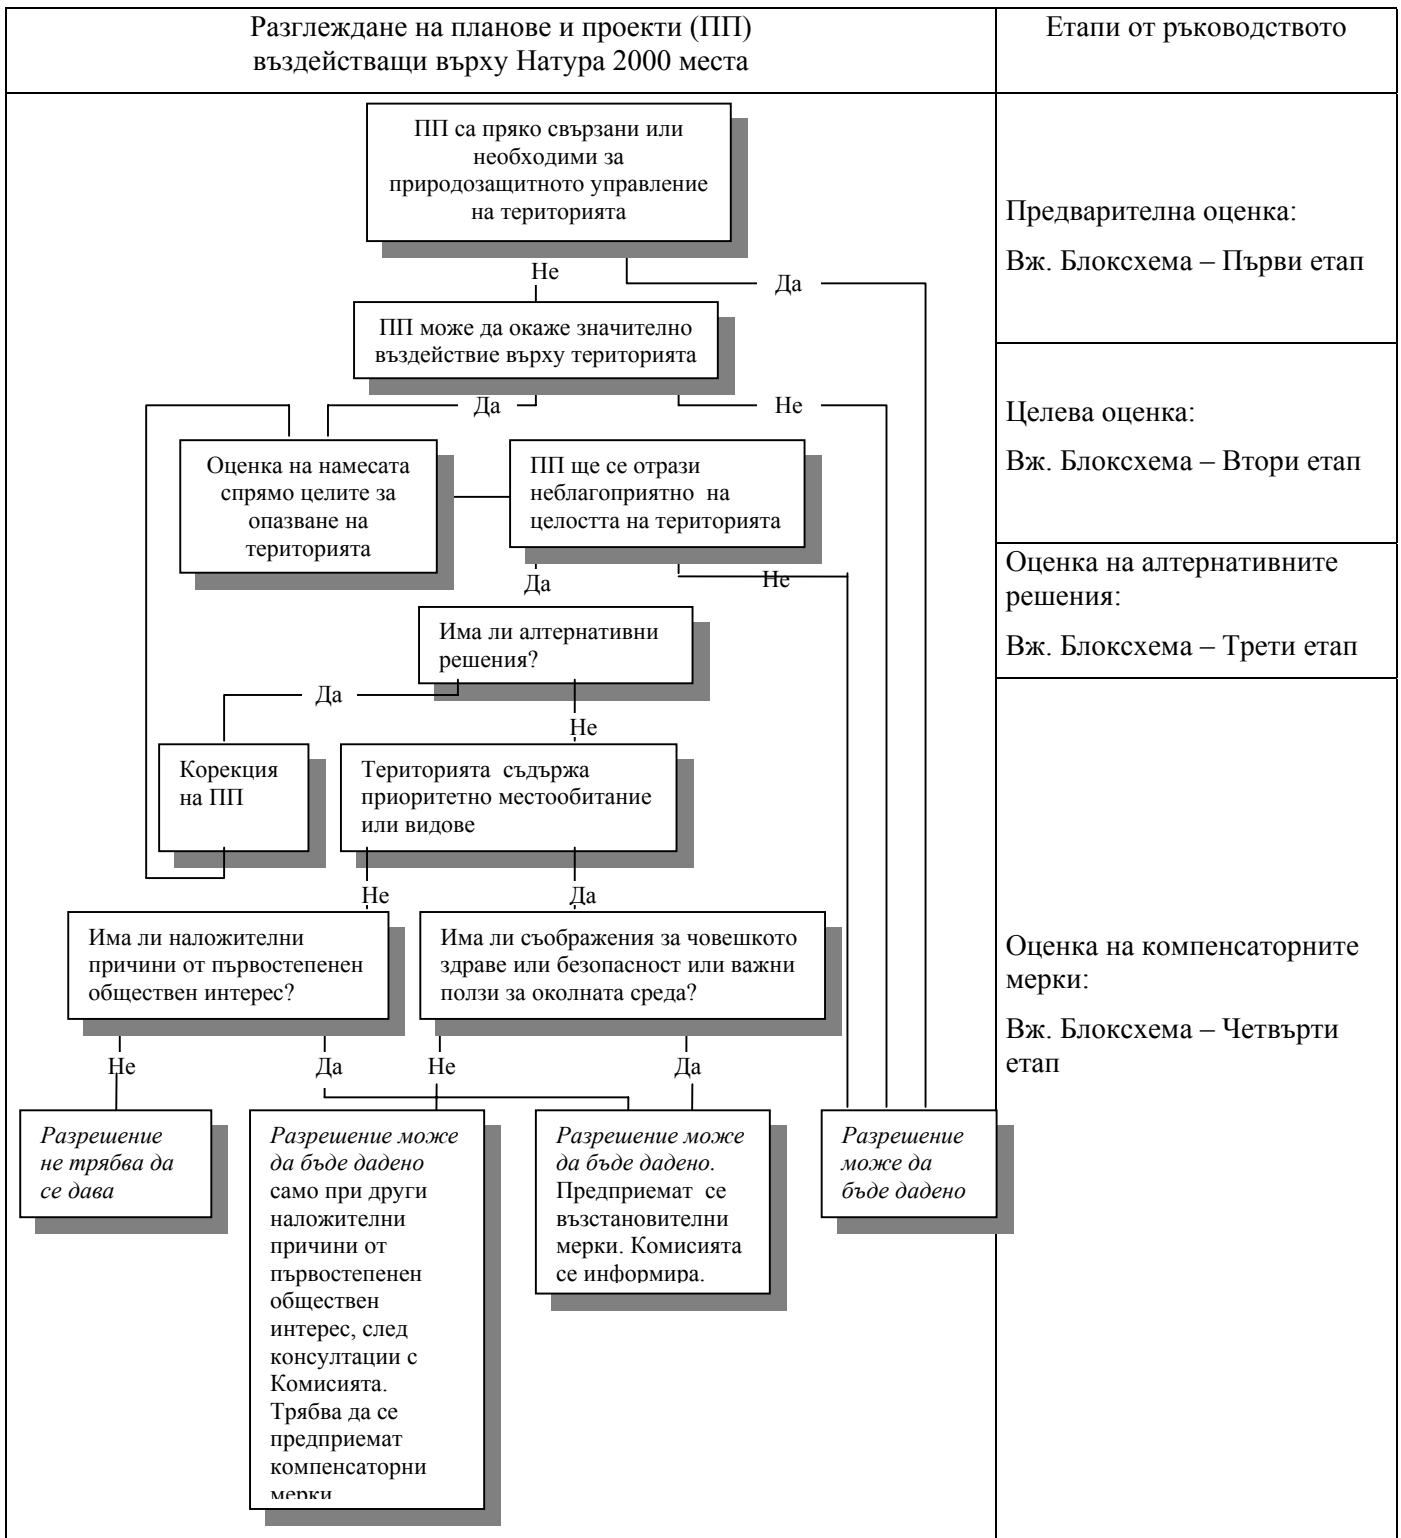 Разглеждане на планове и проекти (ПП)
въздействащи върху Натура 2000 места
Етапи от ръководството
ПП са пряко свързани или
необходими за
природозащитното управление
на територията
Предварителна оценка:
Вж. Блоксхема – Първи етап
Не
Да
ПП може да окаже значително
въздействие върху територията
Да
Не
Целева оценка:
Вж. Блоксхема – Втори етап
Оценка на намесата
спрямо целите за
опазване на
територията
ПП ще се отрази
неблагоприятно на
целостта на територията
Да
Не
Оценка на алтернативните
решения:
Вж. Блоксхема – Трети етап
Има ли алтернативни
решения?
Да
Не
Корекция
на ПП
Територията съдържа
приоритетно местообитание
или видове
Не
Да
Има ли наложителни
причини от първостепенен
обществен интерес?
Има ли съображения за човешкото
здраве или безопасност или важни
ползи за околната среда?
Оценка на компенсаторните
мерки:
Вж. Блоксхема – Четвърти
етап
Не
Да
Не
Да
Разрешение
не трябва да
се дава
Разрешение може
да бъде дадено
само при други
наложителни
причини от
първостепенен
обществен
интерес, след
консултации с
Комисията.
Трябва да се
предприемат
компенсаторни
мерки
Разрешение може
да бъде дадено.
Предприемат се
възстановителни
мерки. Комисията
се информира.
Разрешение
може да
бъде дадено